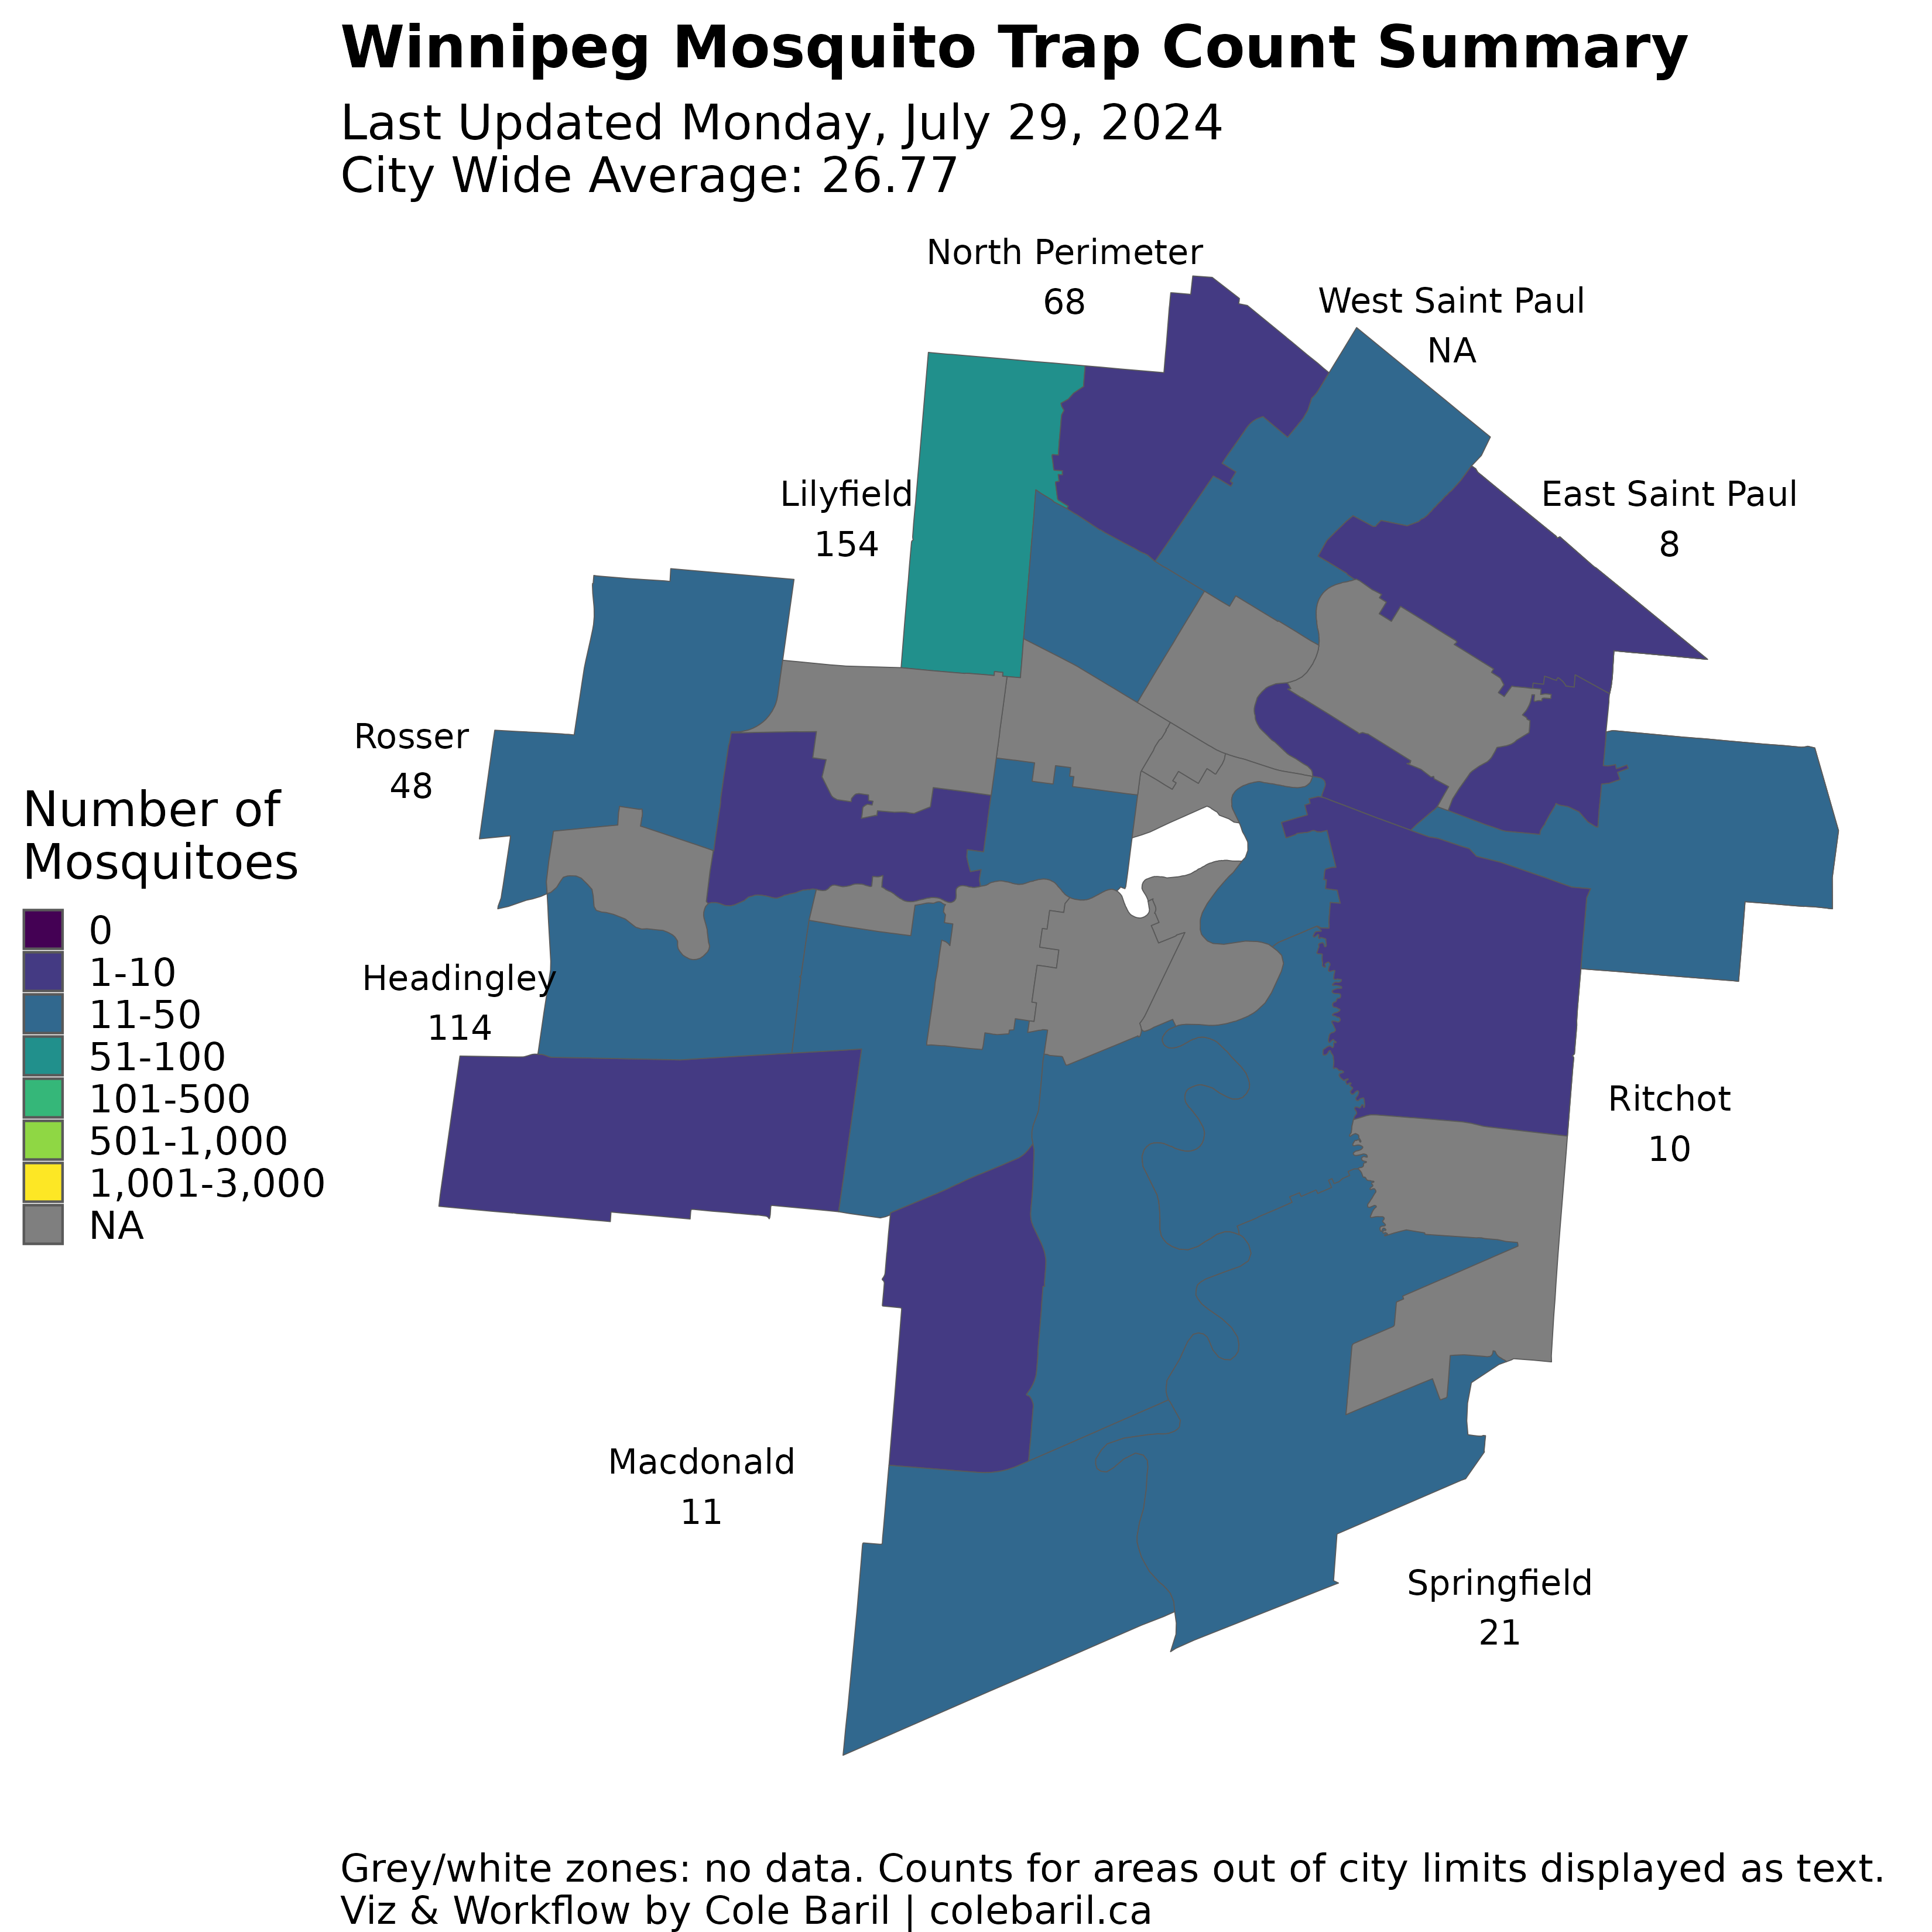 Winnipeg Mosquito Trap Count Summary
Last Updated Monday, July 29, 2024
City Wide Average: 26.77
North Perimeter
68
West Saint Paul
NA
Lilyfield
154
East Saint Paul
8
Rosser
48
Number of
Mosquitoes
0
1-10
11-50
51-100
101-500
501-1,000
1,001-3,000
NA
Headingley
114
Ritchot
10
Macdonald
11
Springfield
21
Grey/white zones: no data. Counts for areas out of city limits displayed as text.
Viz & Workflow by Cole Baril | colebaril.ca